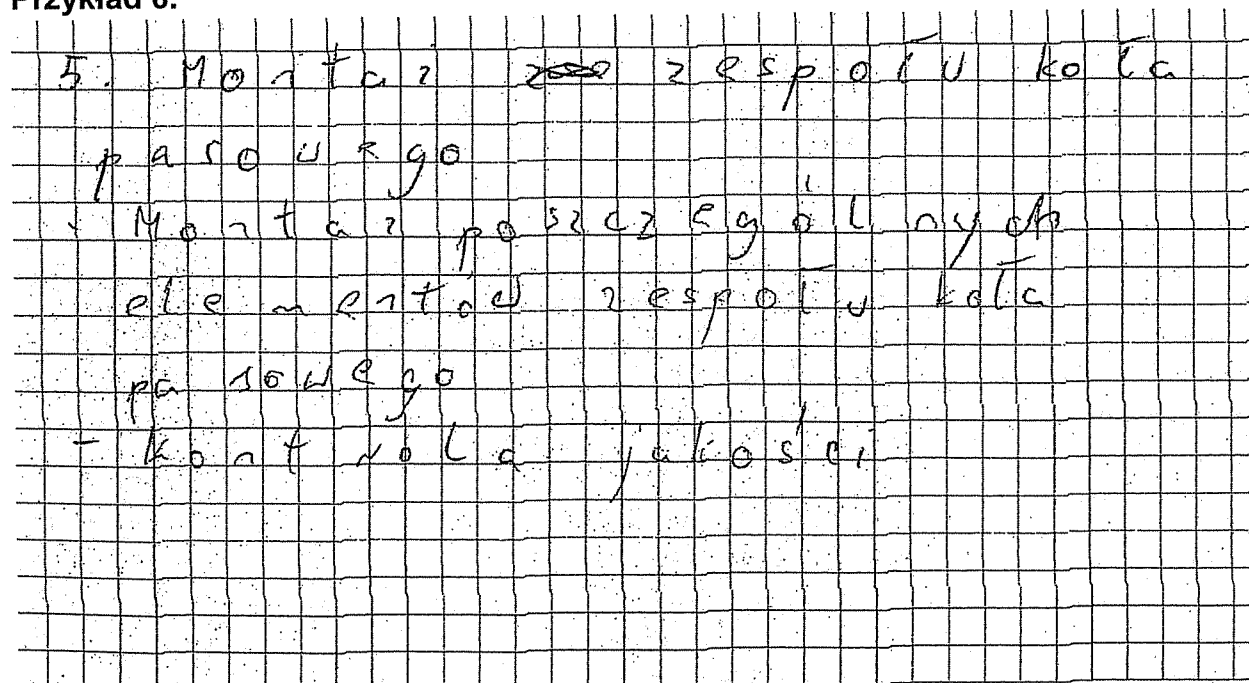 Przykład 6.
5. Montaż zespołu koła
pasowego
- Montaż poszczególnych
elementów zespołu koła
pasowego
- kontrola jakości